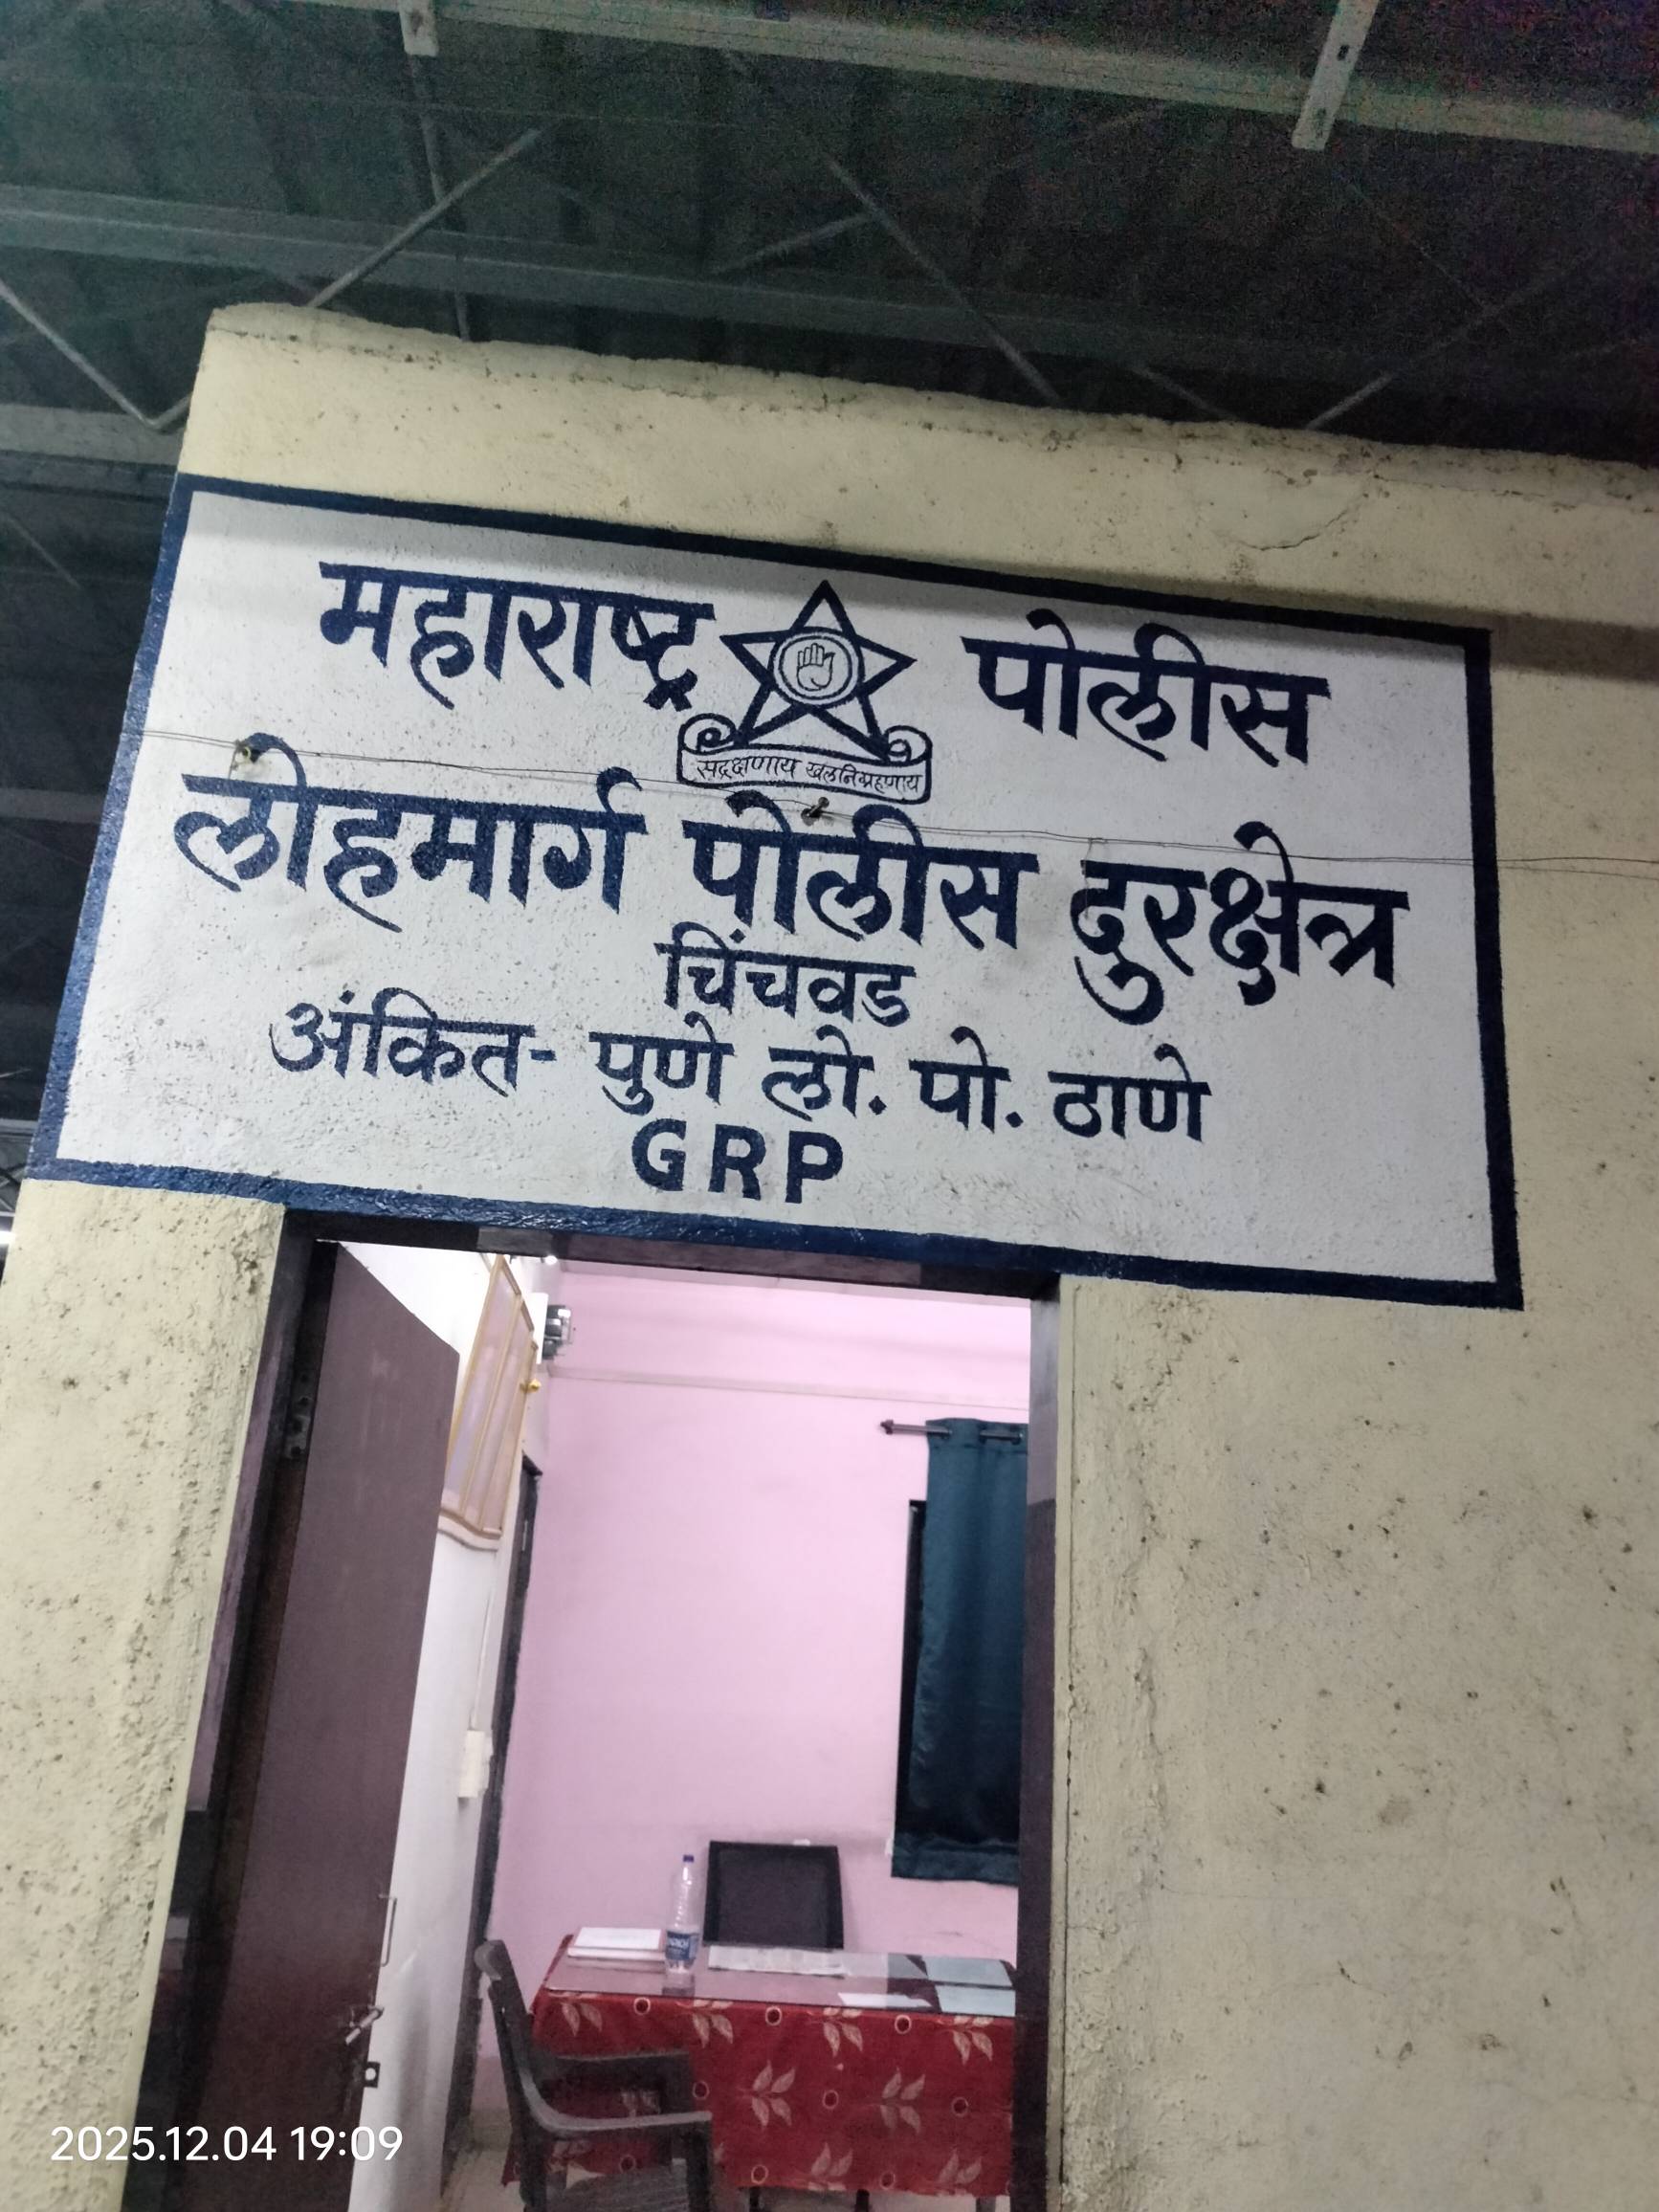 महाराष्ट्र पोलीस
सद्रक्षणाय खलनिग्रहणाय
लोहमार्ग पोलीस दुरक्षेत्र
चिंचवड
अंकित- पुणे लो. पो. ठाणे
GRP
2025.12.04 19:09